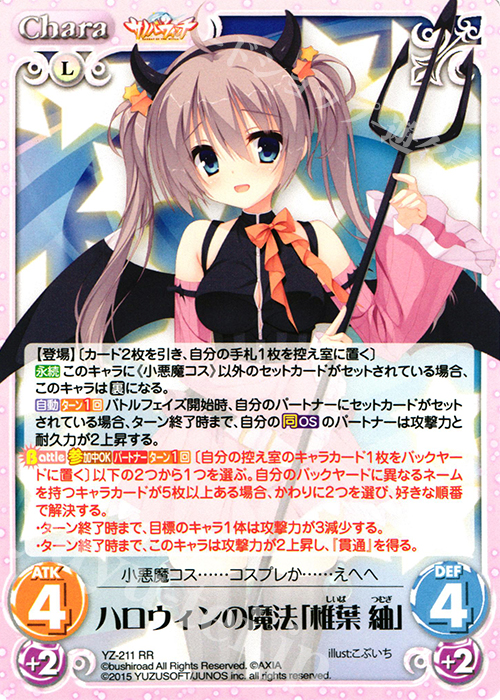 Chara
サノバウィッチ
L
【登場】〔カード2枚を引き、自分の手札1枚を控え室に置く〕
永続 このキャラに《小悪魔コス》以外のセットカードがセットされている場合、
このキャラは裏になる。
自動 ターン1回 バトルフェイズ開始時、自分のパートナーにセットカードがセット
されている場合、ターン終了時まで、自分の同OSのパートナーは攻撃力と
耐久力が2上昇する。
Battle 参加中OK パートナー ターン1回 〔自分の控え室のキャラカード1枚をバックヤー
ドに置く〕以下の2つから1つを選ぶ。自分のバックヤードに異なるネーム
を持つキャラカードが5枚以上ある場合、かわりに2つを選び、好きな順番
で解決する。
・ターン終了時まで、目標のキャラ1体は攻撃力が3減少する。
・ターン終了時まで、このキャラは攻撃力が2上昇し、『貫通』を得る。
小悪魔コス……コスプレか……えへへ
ATK
4
+2
DEF
4
+2
しいば つむぎ
ハロウィンの魔法「椎葉 紬」
YZ-211 RR
illust:こぶいち
©bushiroad All Rights Reserved. ©AXIA
©2015 YUZUSOFT/JUNOS inc. all rights reserved.